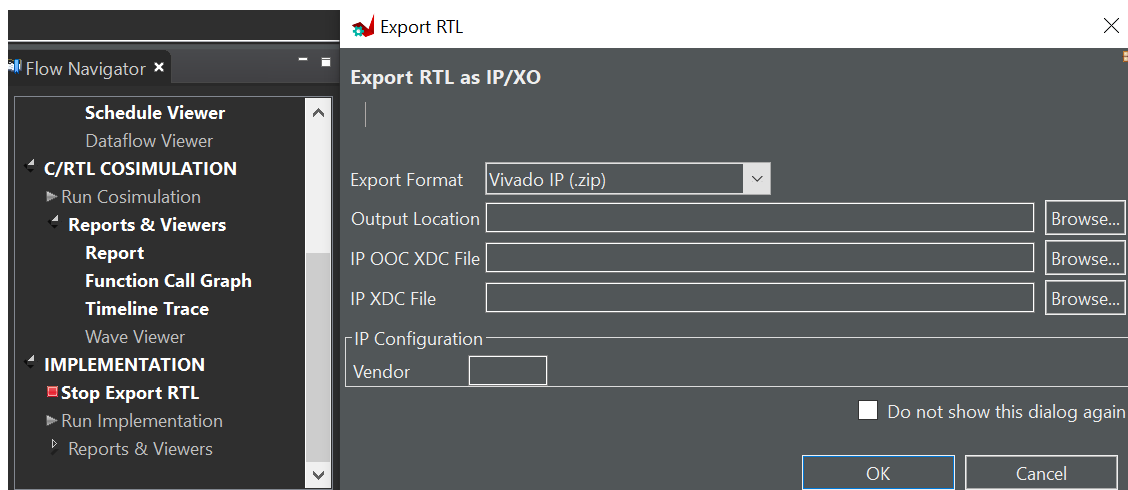 Flow Navigator
Schedule Viewer
Dataflow Viewer
C/RTL COSIMULATION
Run Cosimulation
Reports & Viewers
Report
Function Call Graph
Timeline Trace
Wave Viewer
IMPLEMENTATION
Stop Export RTL
Run Implementation
Reports & Viewers
Export RTL
Export RTL as IP/XO
Export Format Vivado IP (.zip)
Output Location Browse...
IP OOC XDC File Browse...
IP XDC File Browse...
IP Configuration
Vendor
Do not show this dialog again
OK Cancel